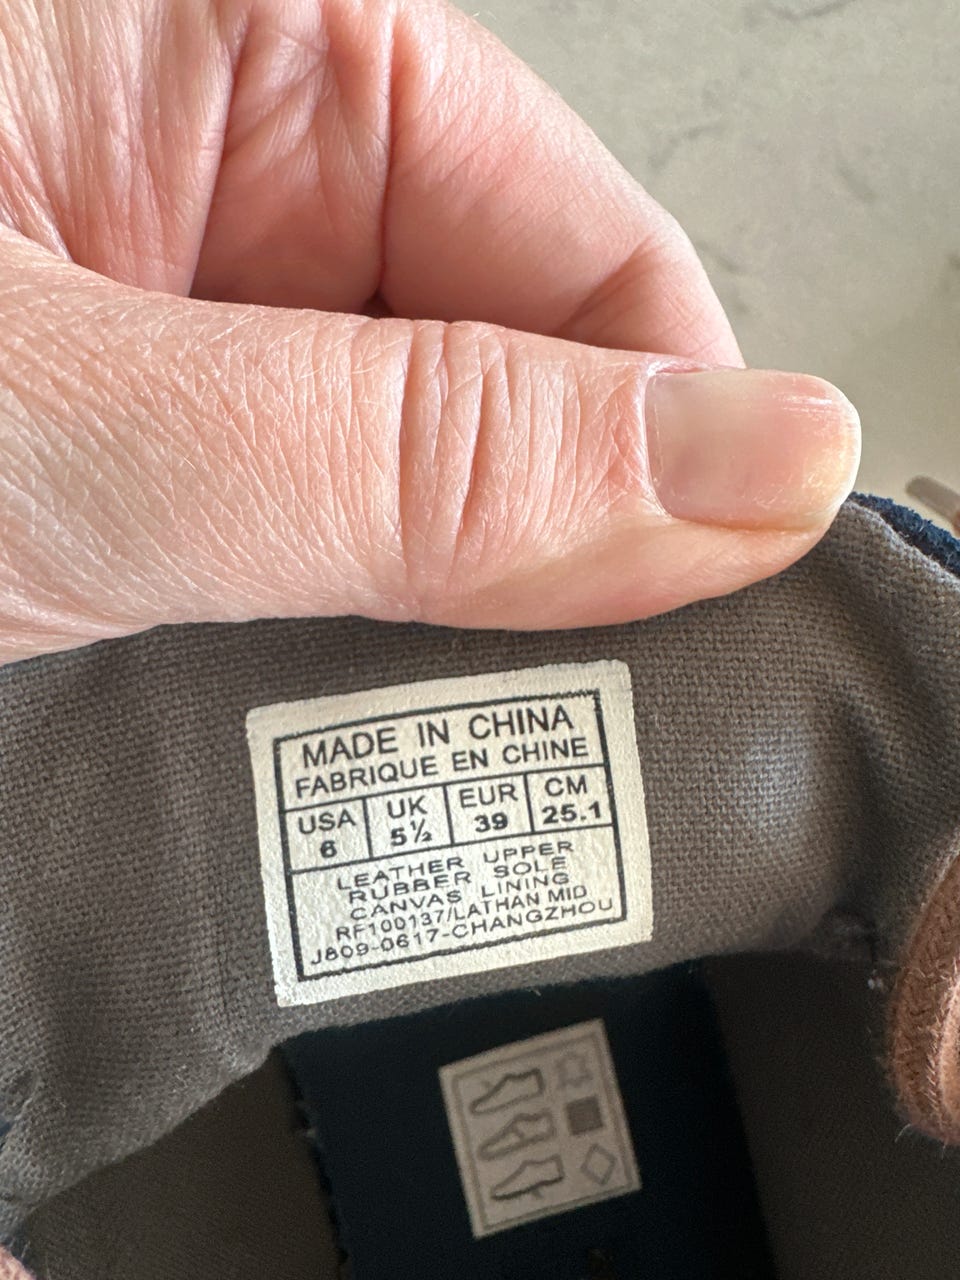 MADE IN CHINA
FABRIQUE EN CHINE
USA UK EUR CM
6 5½ 39 25.1
LEATHER UPPER
RUBBER SOLE
CANVAS LINING
RF100137/LATHAN MID
J809-0617-CHANGZHOU